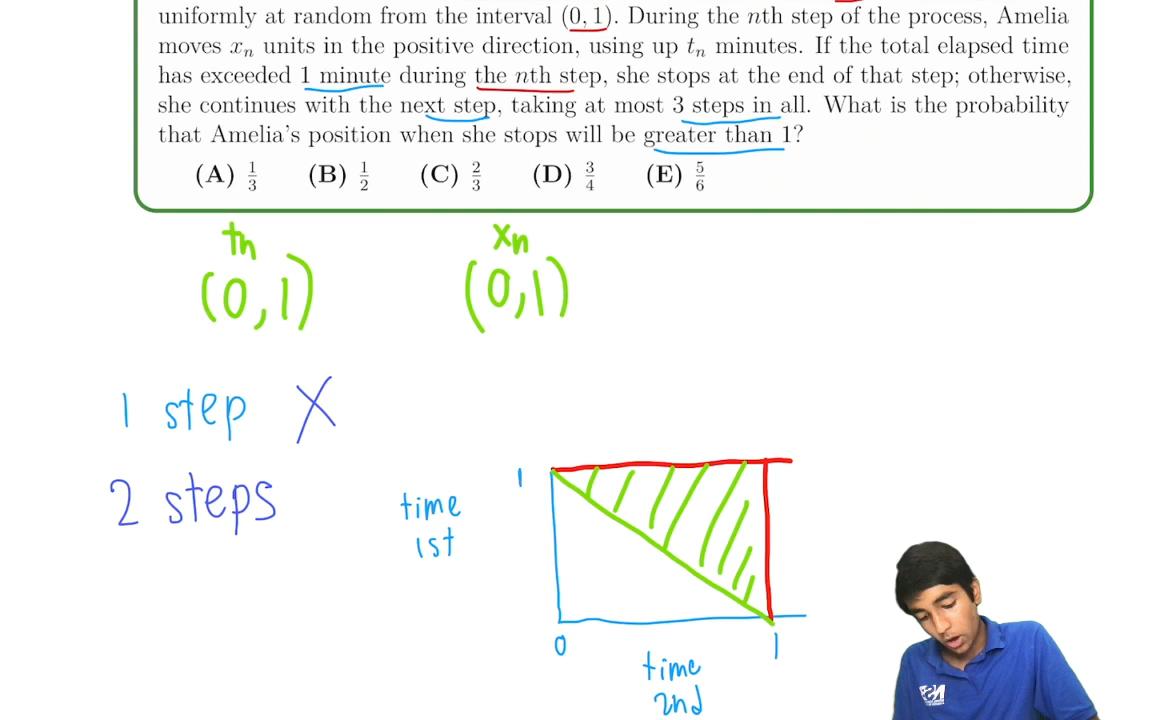 uniformly at random from the interval (0, 1). During the nth step of the process, Amelia
moves xₙ units in the positive direction, using up tₙ minutes. If the total elapsed time
has exceeded 1 minute during the nth step, she stops at the end of that step; otherwise,
she continues with the next step, taking at most 3 steps in all. What is the probability
that Amelia's position when she stops will be greater than 1?
(A) 1/3 (B) 1/2 (C) 2/3 (D) 3/4 (E) 5/6
tn xn
(0,1) (0,1)
1 step X
2 steps
1
time
1st
0 1
time
2nd